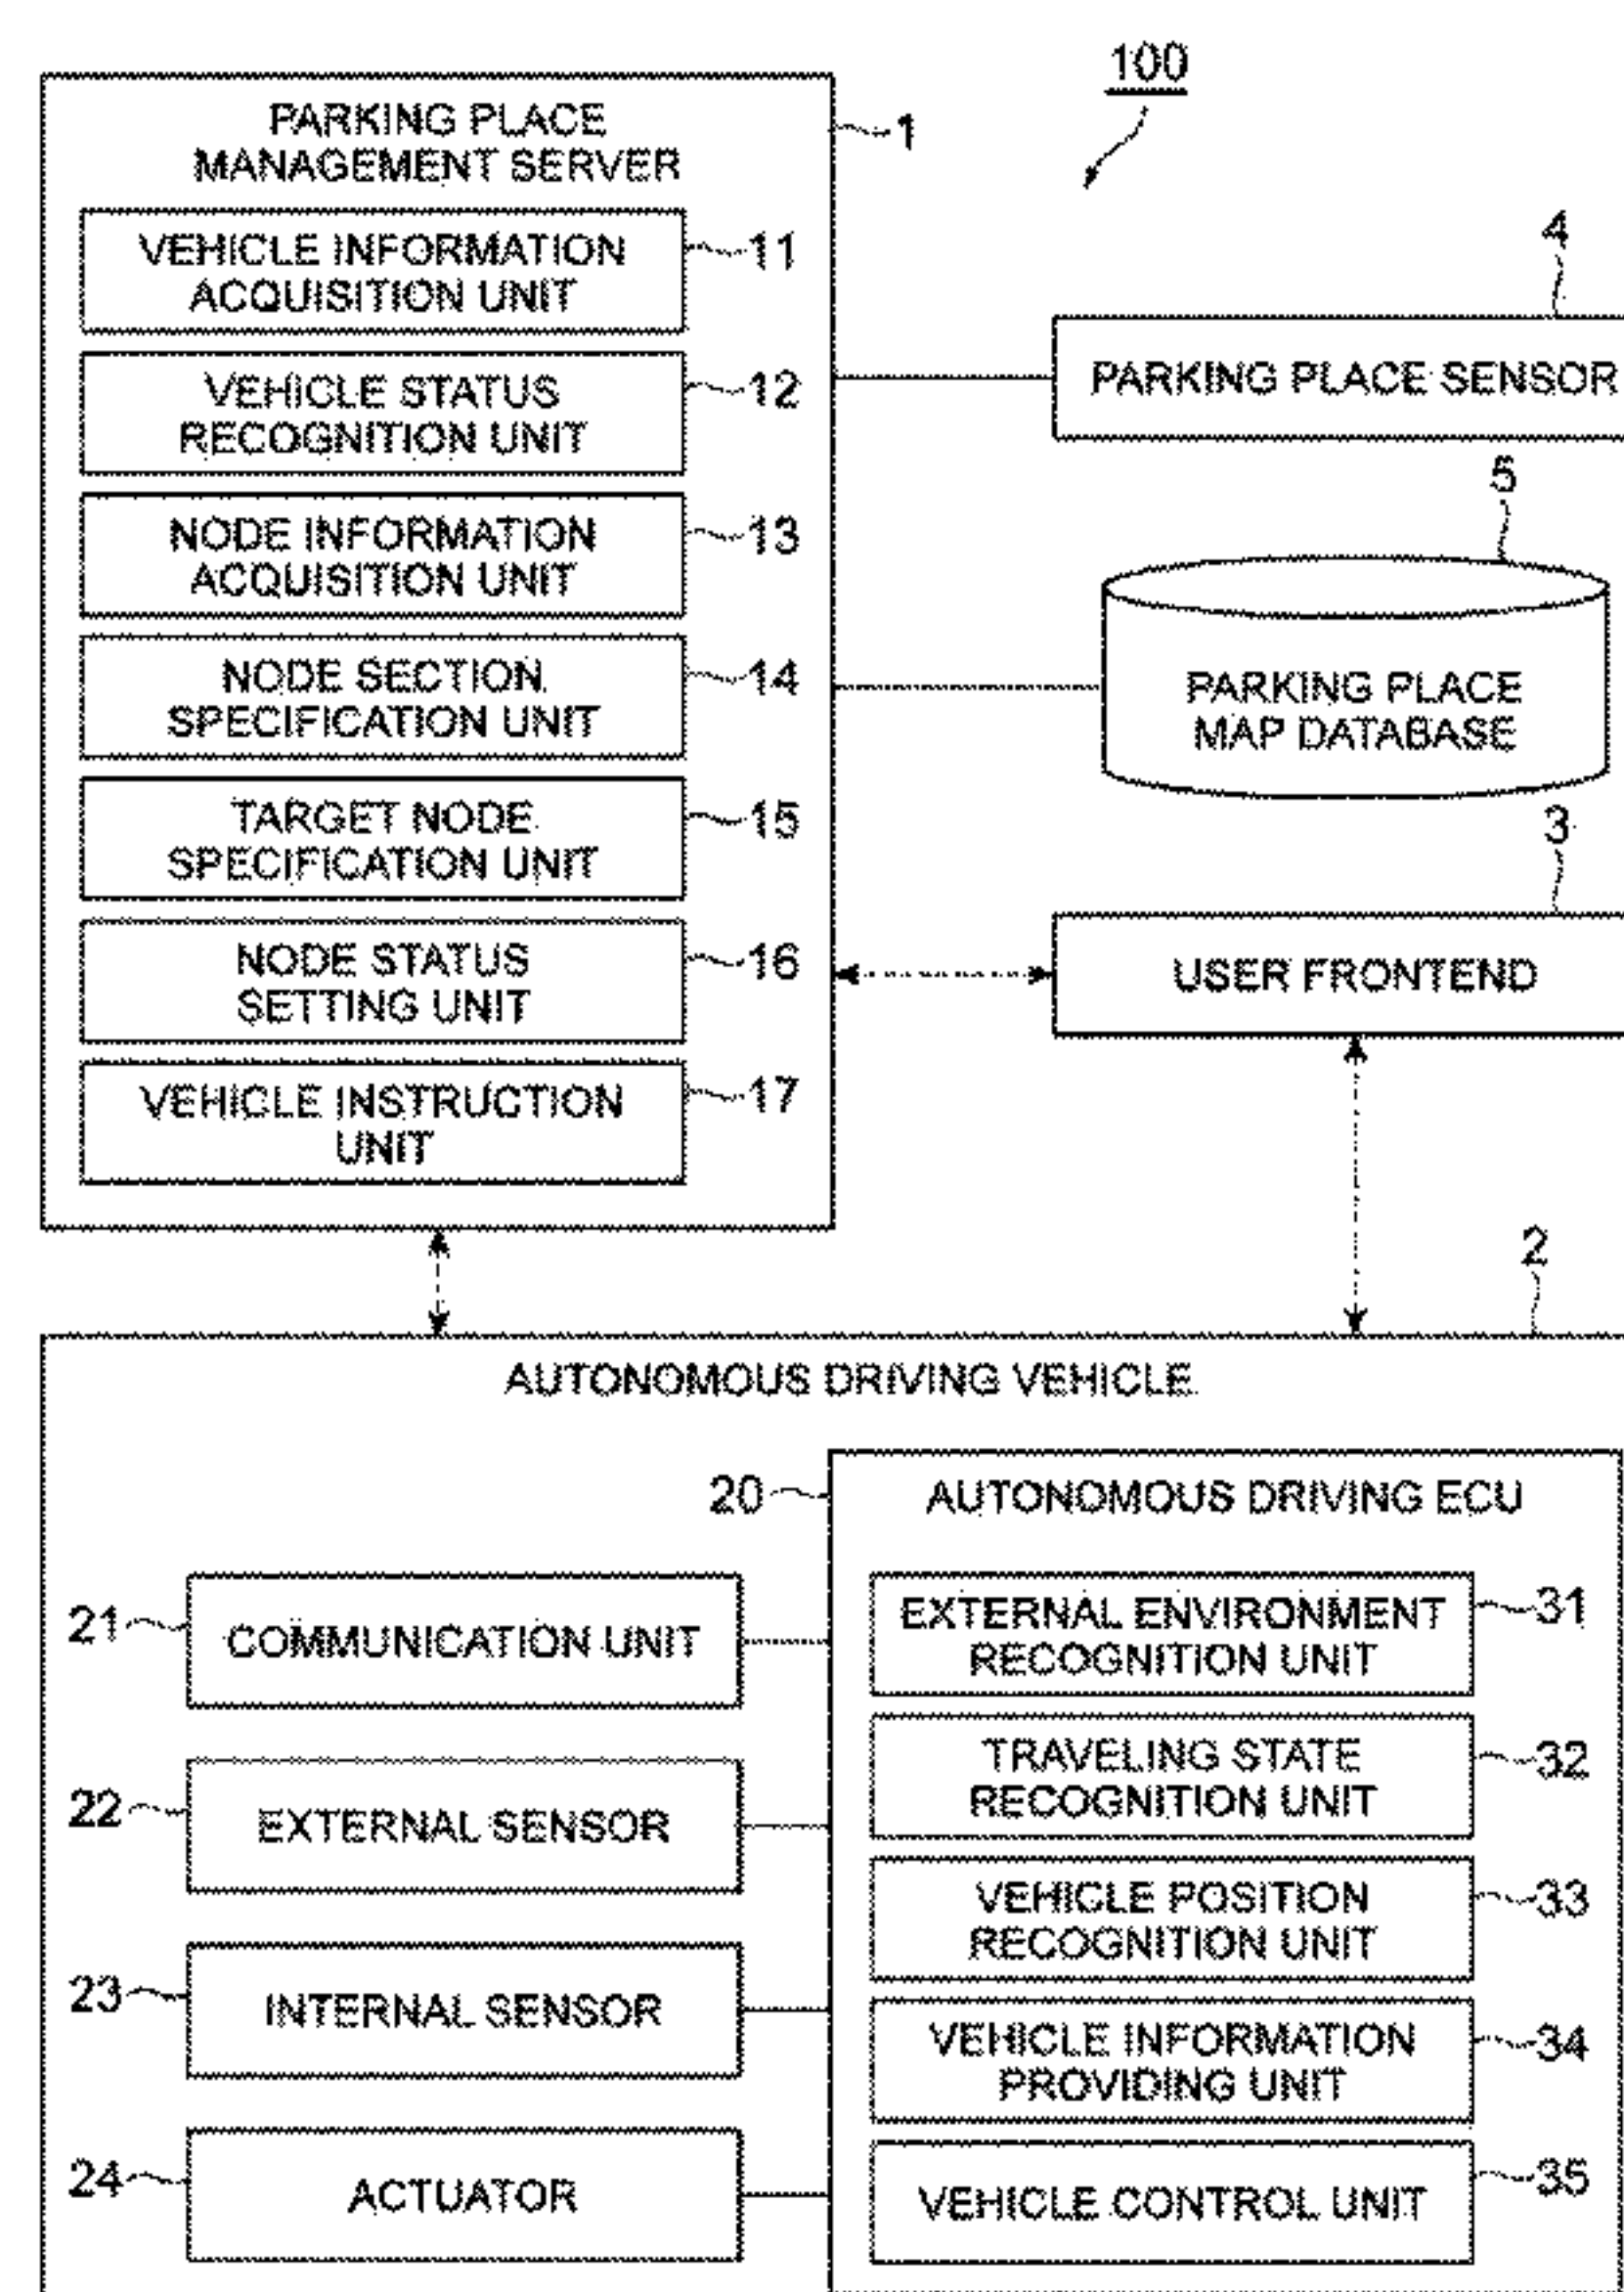 100
PARKING PLACE
MANAGEMENT SERVER
1
VEHICLE INFORMATION
ACQUISITION UNIT
11
VEHICLE STATUS
RECOGNITION UNIT
12
NODE INFORMATION
ACQUISITION UNIT
13
NODE SECTION
SPECIFICATION UNIT
14
TARGET NODE
SPECIFICATION UNIT
15
NODE STATUS
SETTING UNIT
16
VEHICLE INSTRUCTION
UNIT
17
4
PARKING PLACE SENSOR
5
PARKING PLACE
MAP DATABASE
3
USER FRONTEND
2
AUTONOMOUS DRIVING VEHICLE
20
AUTONOMOUS DRIVING ECU
21
COMMUNICATION UNIT
22
EXTERNAL SENSOR
23
INTERNAL SENSOR
24
ACTUATOR
EXTERNAL ENVIRONMENT
RECOGNITION UNIT
31
TRAVELING STATE
RECOGNITION UNIT
32
VEHICLE POSITION
RECOGNITION UNIT
33
VEHICLE INFORMATION
PROVIDING UNIT
34
VEHICLE CONTROL UNIT
35